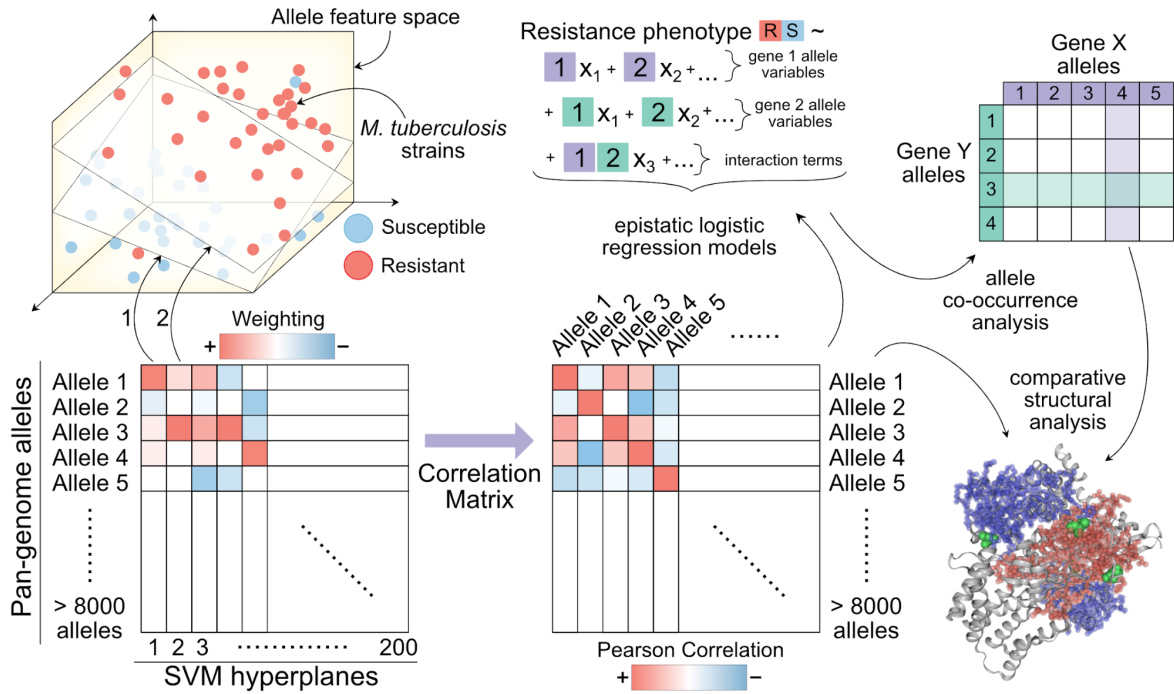 Allele feature space
M. tuberculosis
strains
Susceptible
Resistant
1
2
Weighting
+
–
Pan-genome alleles
Allele 1
Allele 2
Allele 3
Allele 4
Allele 5
> 8000
alleles
1 2 3 200
SVM hyperplanes
Correlation
Matrix
Resistance phenotype R S ~
1 x1 + 2 x2 +... gene 1 allele
variables
+ 1 x1 + 2 x2 +... gene 2 allele
variables
+ 1 2 x3 +... interaction terms
epistatic logistic
regression models
Allele 1
Allele 2
Allele 3
Allele 4
Allele 5
......
Allele 1
Allele 2
Allele 3
Allele 4
Allele 5
> 8000
alleles
Pearson Correlation
+
–
Gene X
alleles
1 2 3 4 5
Gene Y
alleles
1
2
3
4
allele
co-occurrence
analysis
comparative
structural
analysis